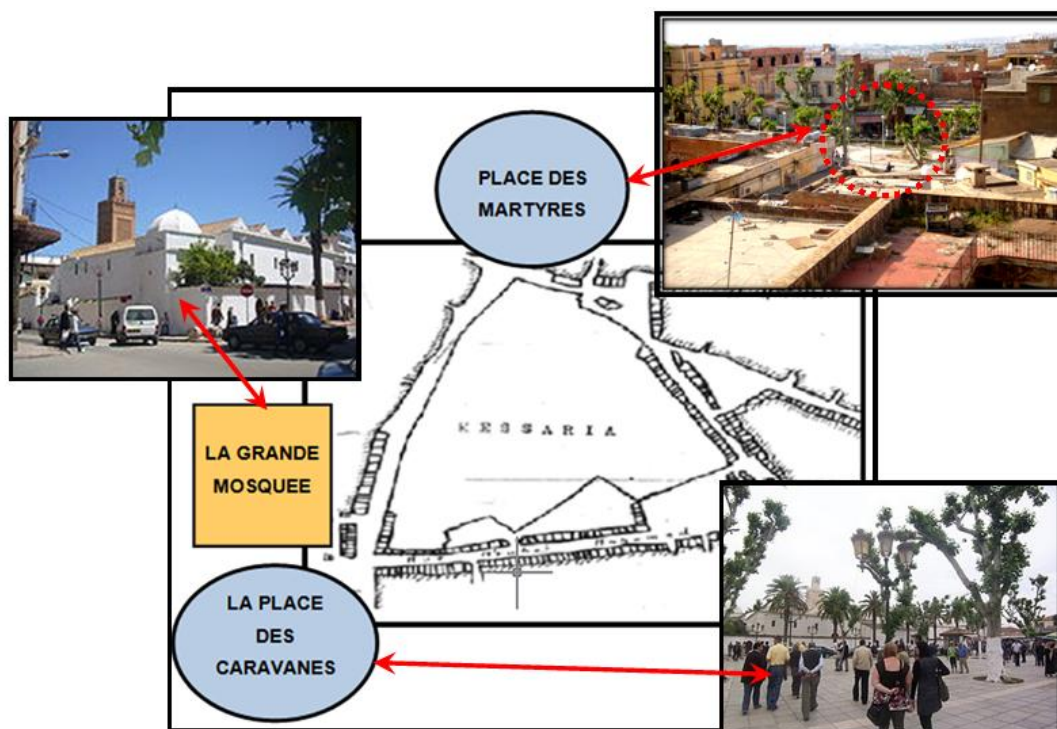 PLACE DES
MARTYRES
LA GRANDE
MOSQUEE
KESSARIA
LA PLACE
DES
CARAVANES